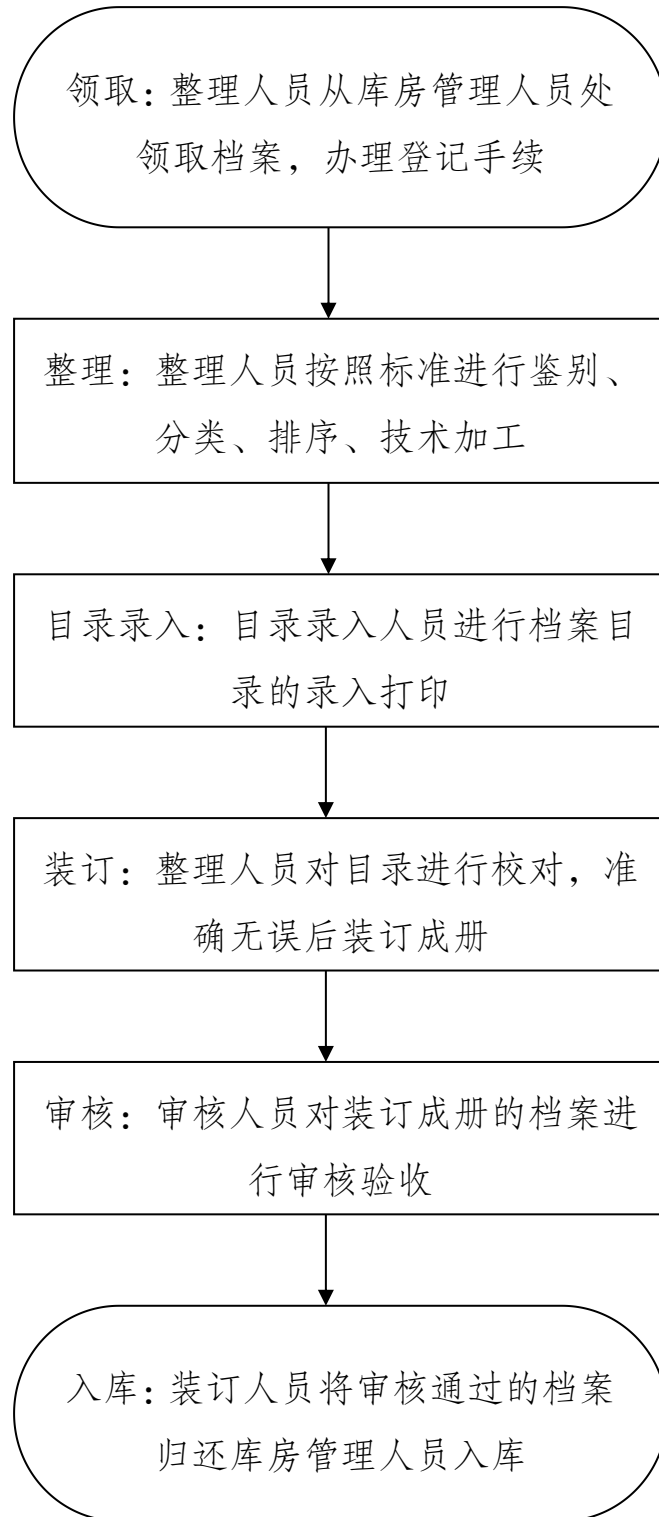 领取：整理人员从库房管理人员处
领取档案，办理登记手续
整理：整理人员按照标准进行鉴别、
分类、排序、技术加工
目录录入：目录录入人员进行档案目
录的录入打印
装订：整理人员对目录进行校对，准
确无误后装订成册
审核：审核人员对装订成册的档案进
行审核验收
入库：装订人员将审核通过的档案
归还库房管理人员入库